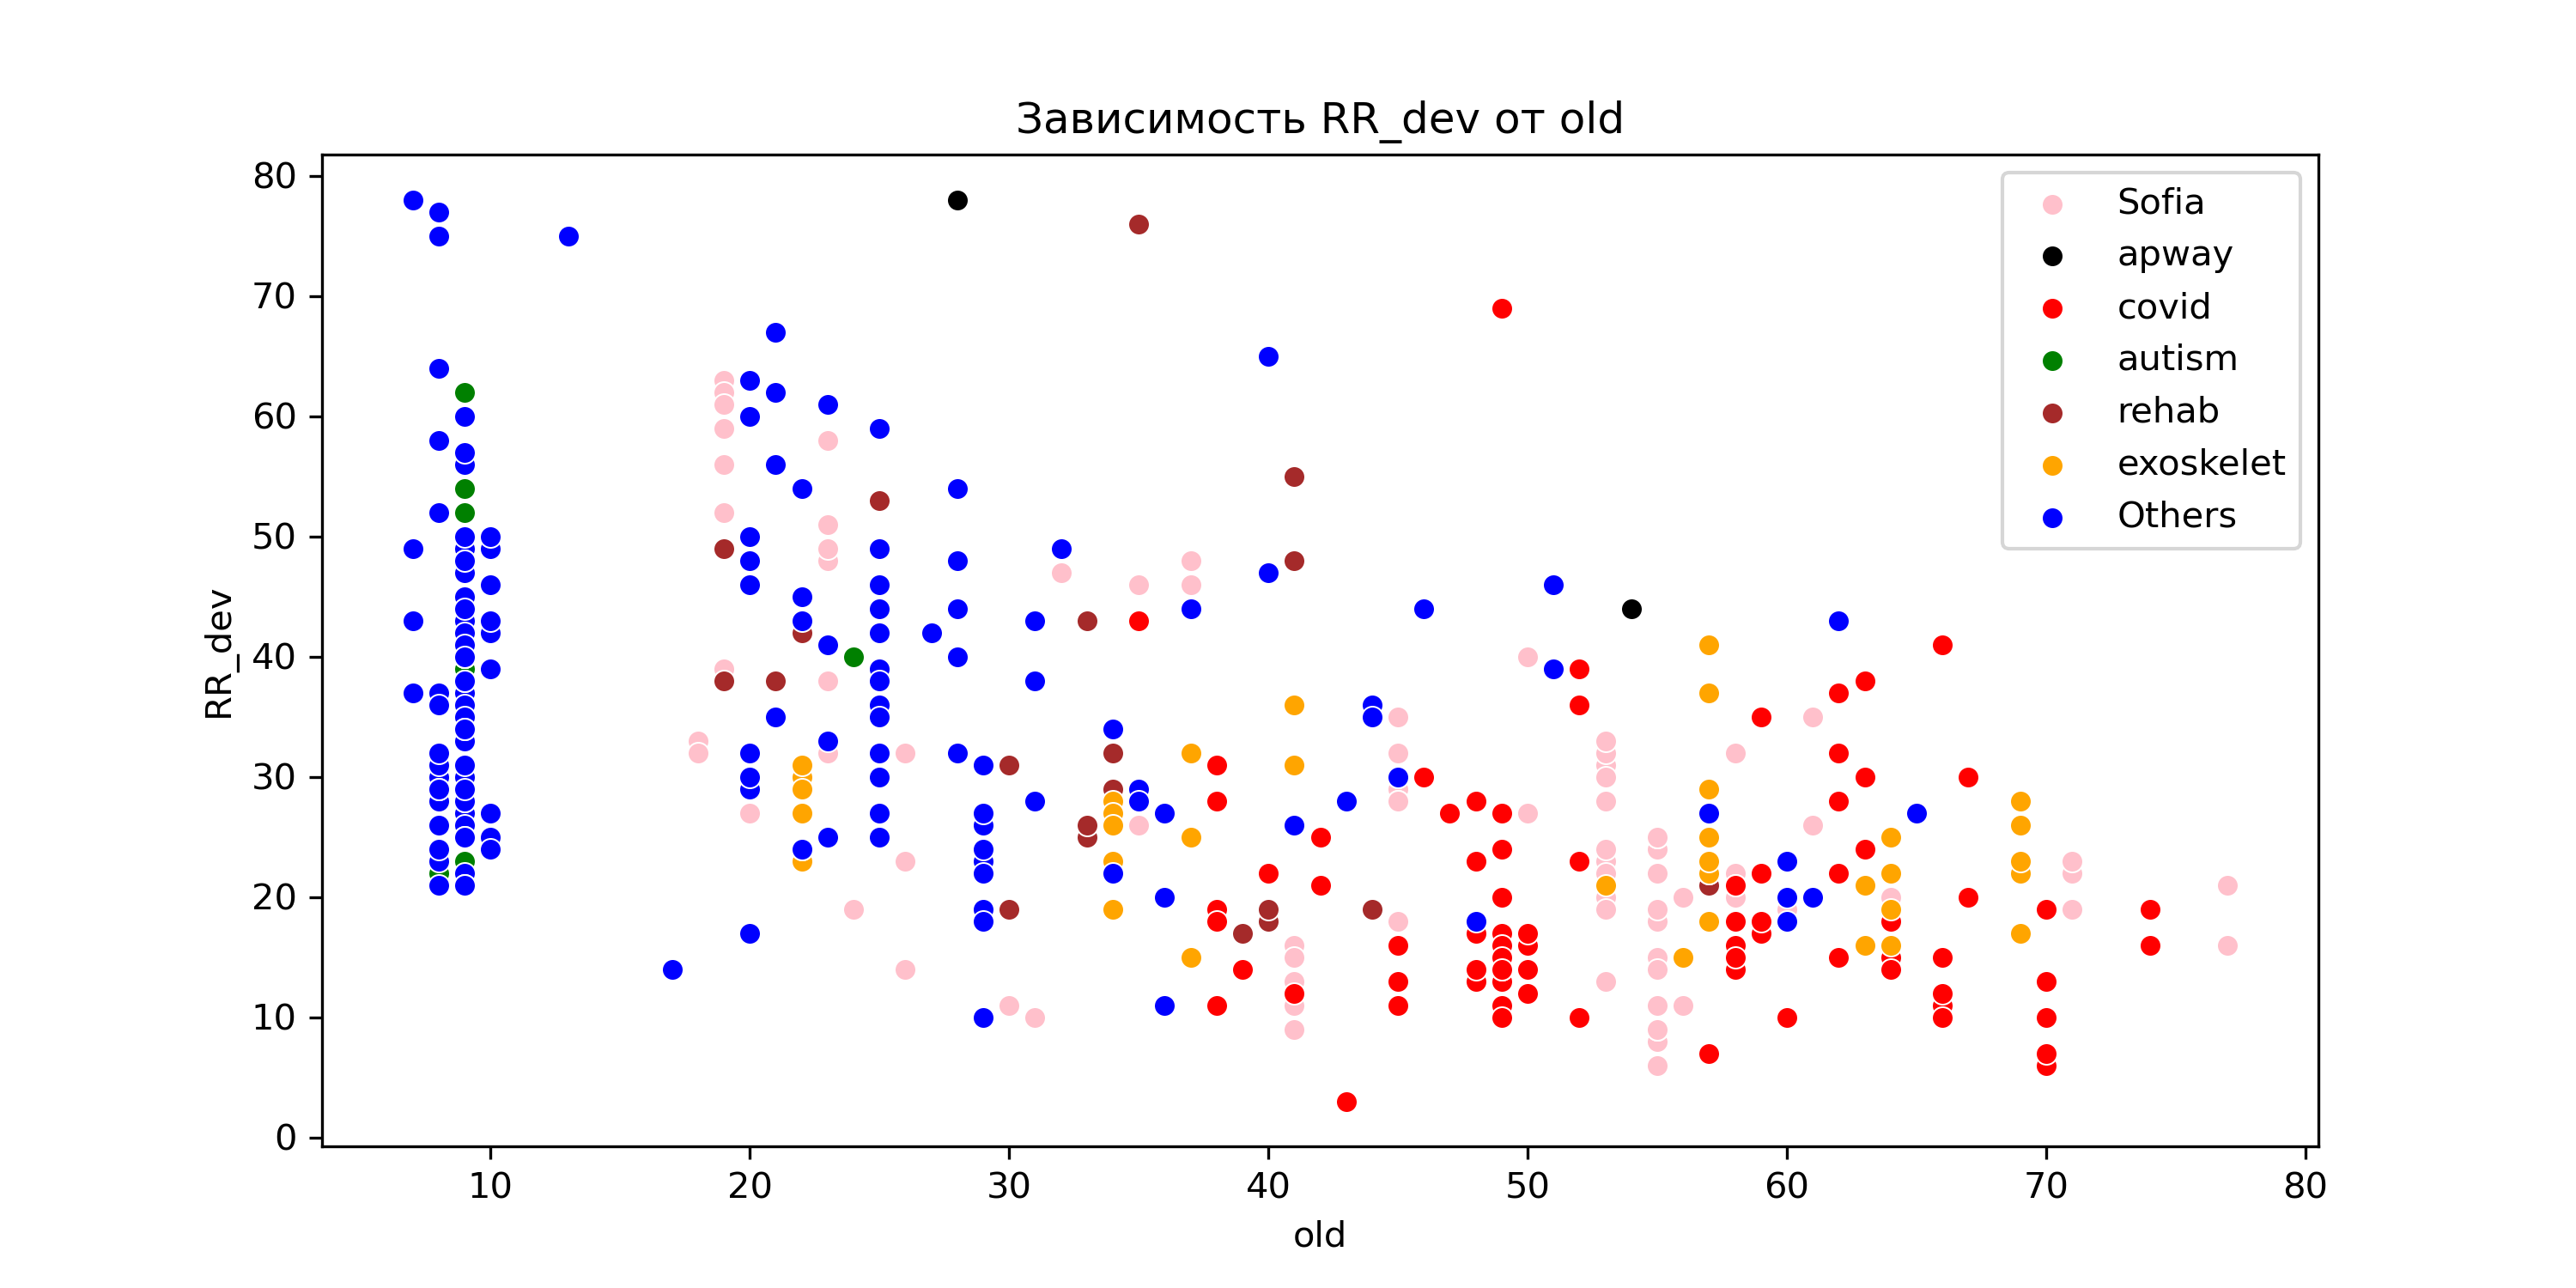 Зависимость RR_dev от old
80
70
60
50
40
30
20
10
0
RR_dev
Sofia
apway
covid
autism
rehab
exoskelet
Others
10 20 30 40 50 60 70 80
old